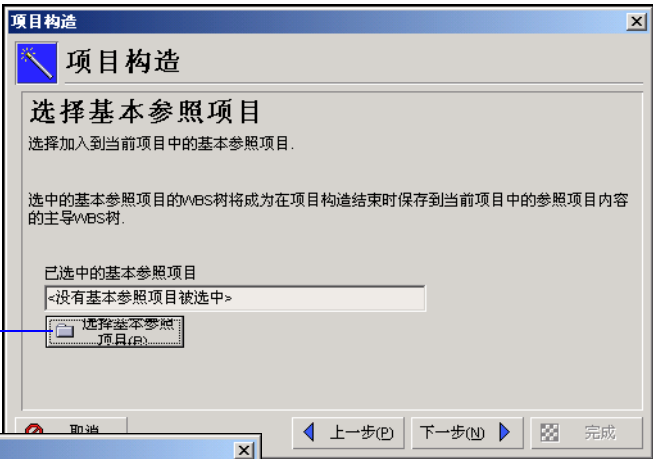 项目构造
项目构造
选择基本参照项目
选择加入到当前项目中的基本参照项目.
选中的基本参照项目的WBS树将成为在项目构造结束时保存到当前项目中的参照项目内容
的主导WBS树.
已选中的基本参照项目
<没有基本参照项目被选中>
选择基本参照
项目(R)
取消
上一步(P)
下一步(N)
完成